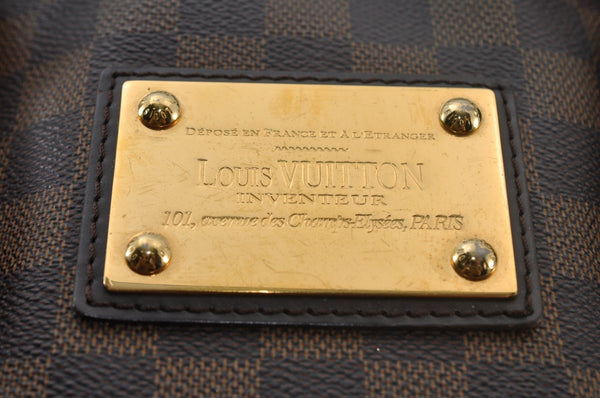 DÉPOSÉ EN FRANCE ET À L'ETRANGER
LOUIS VUITTON
INVENTEUR
101, avenue des Champs-Elysées, PARIS